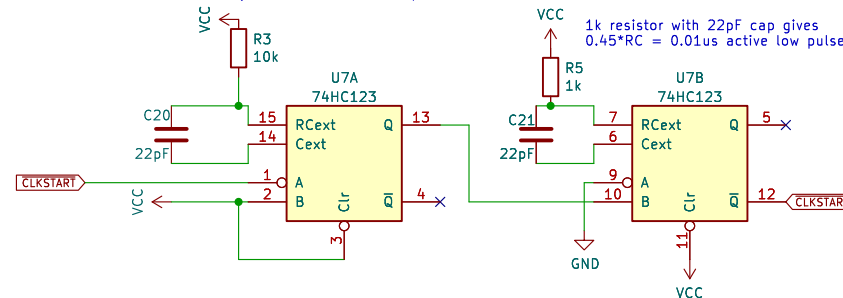 VCC
R3
10k
U7A
74HC123
C20
22pF
15
RCext
14
Cext
Q
13
CLKSTART
1
A
VCC
2
B
Clr
3
Q
4
VCC
1k resistor with 22pF cap gives
0.45*RC = 0.01us active low pulse
R5
1k
U7B
74HC123
C21
22pF
7
RCext
6
Cext
Q
5
9
A
10
B
Clr
11
Q
12
CLKSTAR
GND
VCC